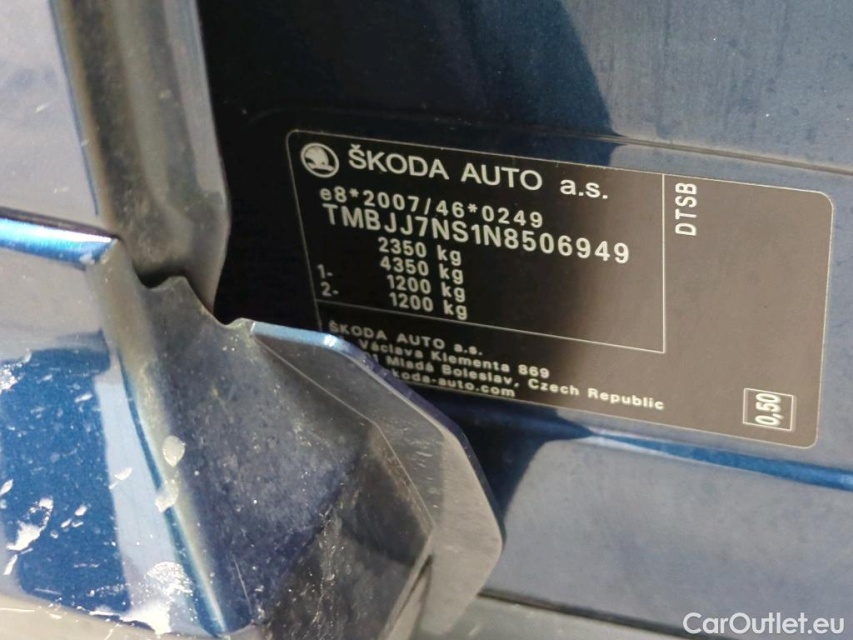 ŠKODA AUTO a.s.
e8*2007/46*0249
TMBJJ7NS1N8506949
2350 kg
4350 kg
1- 1200 kg
2- 1200 kg
DTSB
ŠKODA AUTO a.s.
Václava Klementa 869
Mladá Boleslav, Czech Republic
koda-auto.com
0,50
CarOutlet.eu